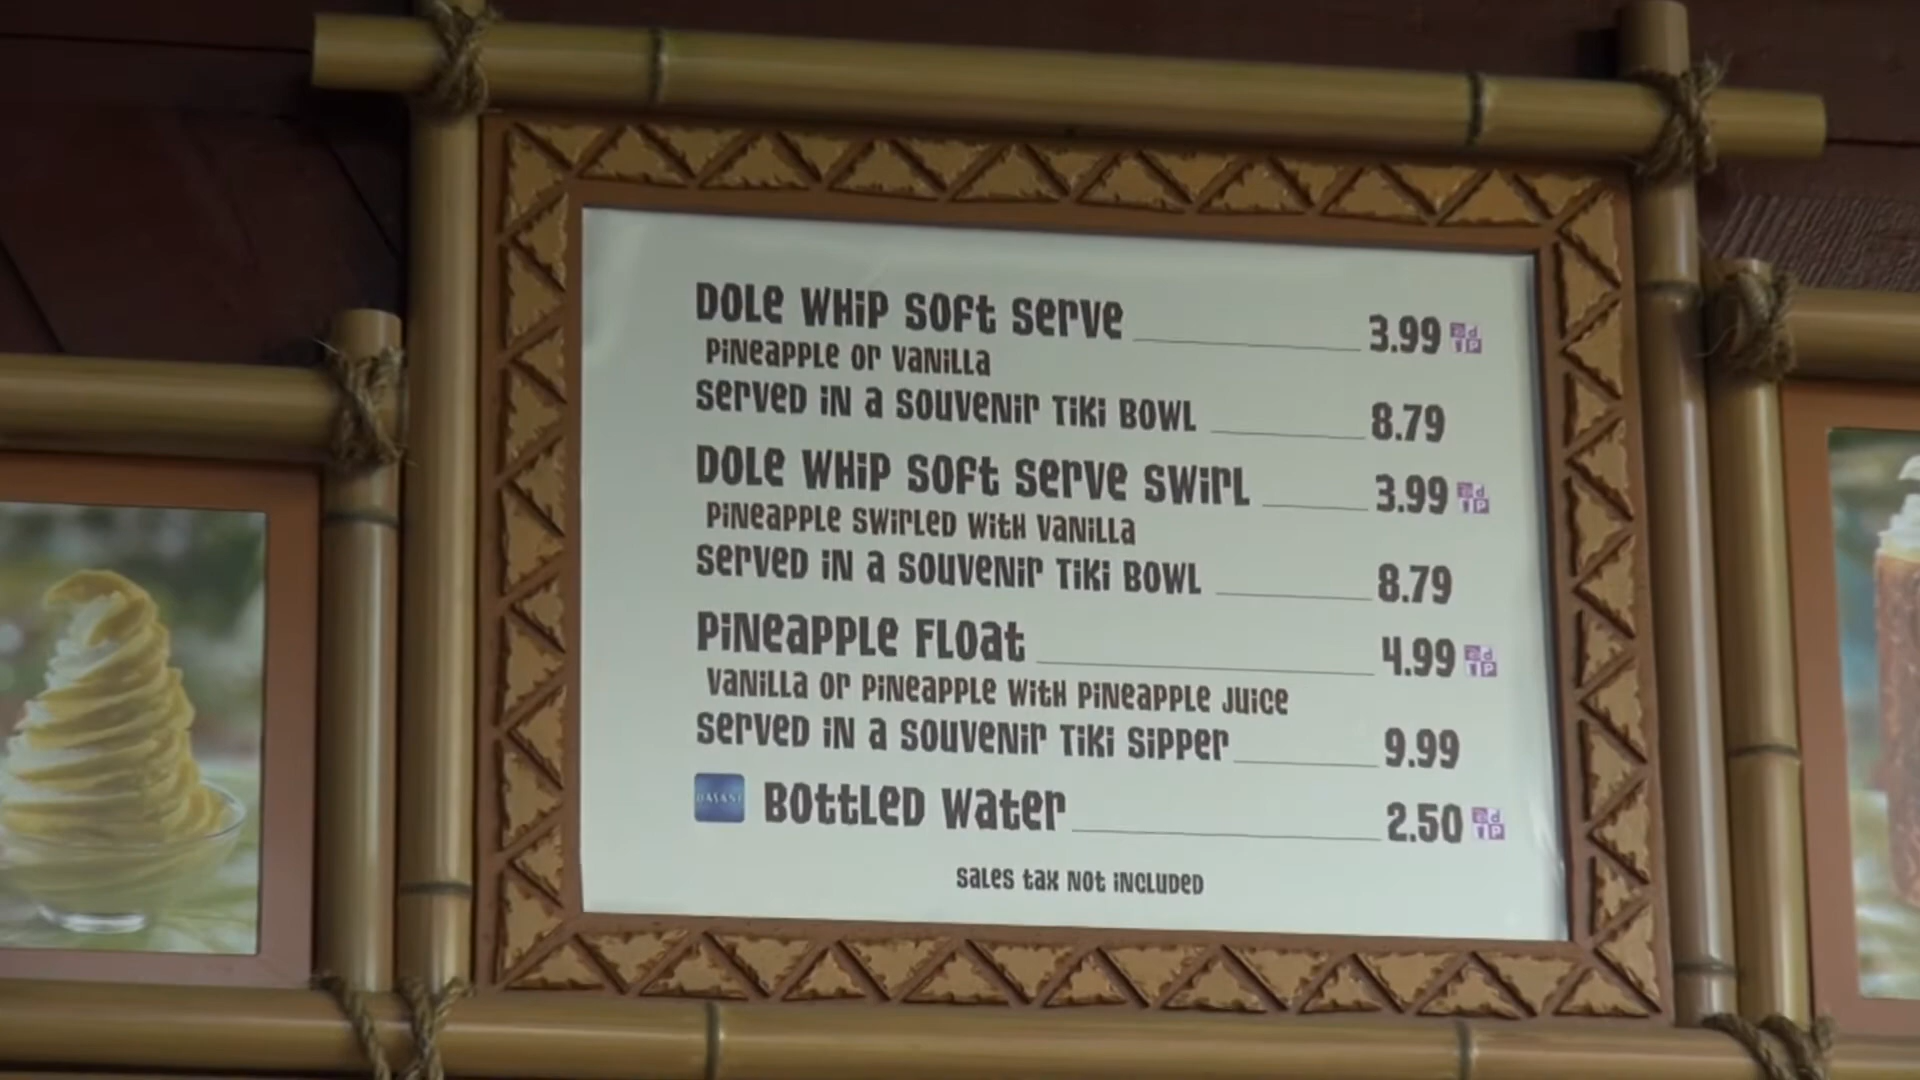 Dole Whip Soft Serve 3.99
Pineapple or Vanilla
Served in a Souvenir Tiki Bowl 8.79
Dole Whip Soft Serve Swirl 3.99
Pineapple Swirled with Vanilla
Served in a Souvenir Tiki Bowl 8.79
Pineapple Float 4.99
Vanilla or Pineapple with Pineapple Juice
Served in a Souvenir Tiki Sipper 9.99
DASANI Bottled Water 2.50
Sales Tax Not Included